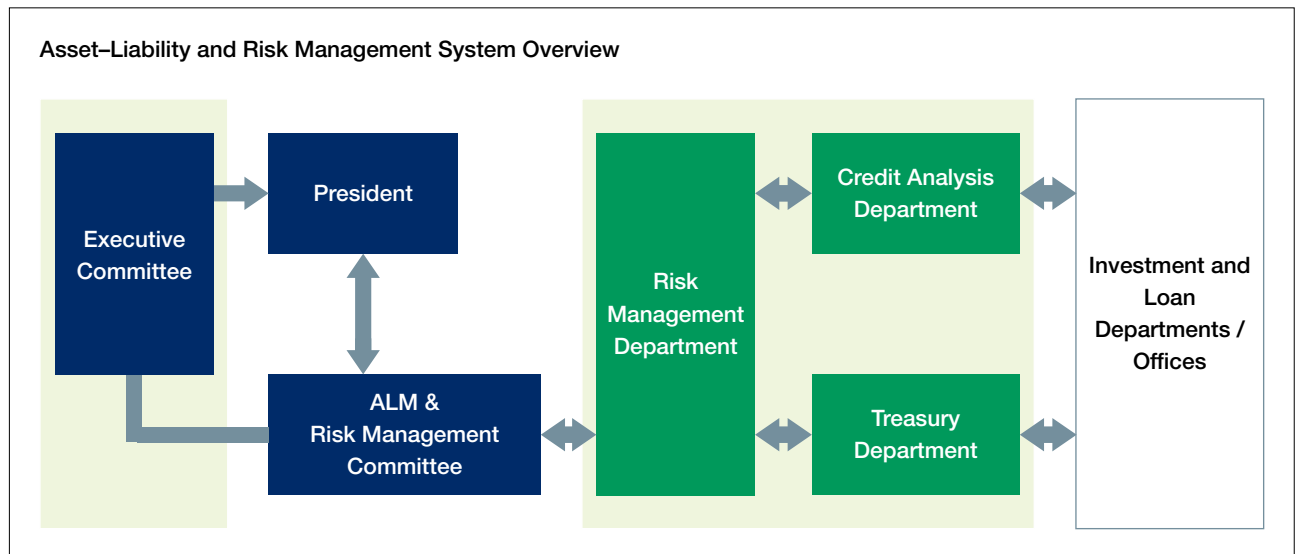 Asset–Liability and Risk Management System Overview
Executive
Committee
President
ALM &
Risk Management
Committee
Risk
Management
Department
Credit Analysis
Department
Treasury
Department
Investment and
Loan
Departments /
Offices